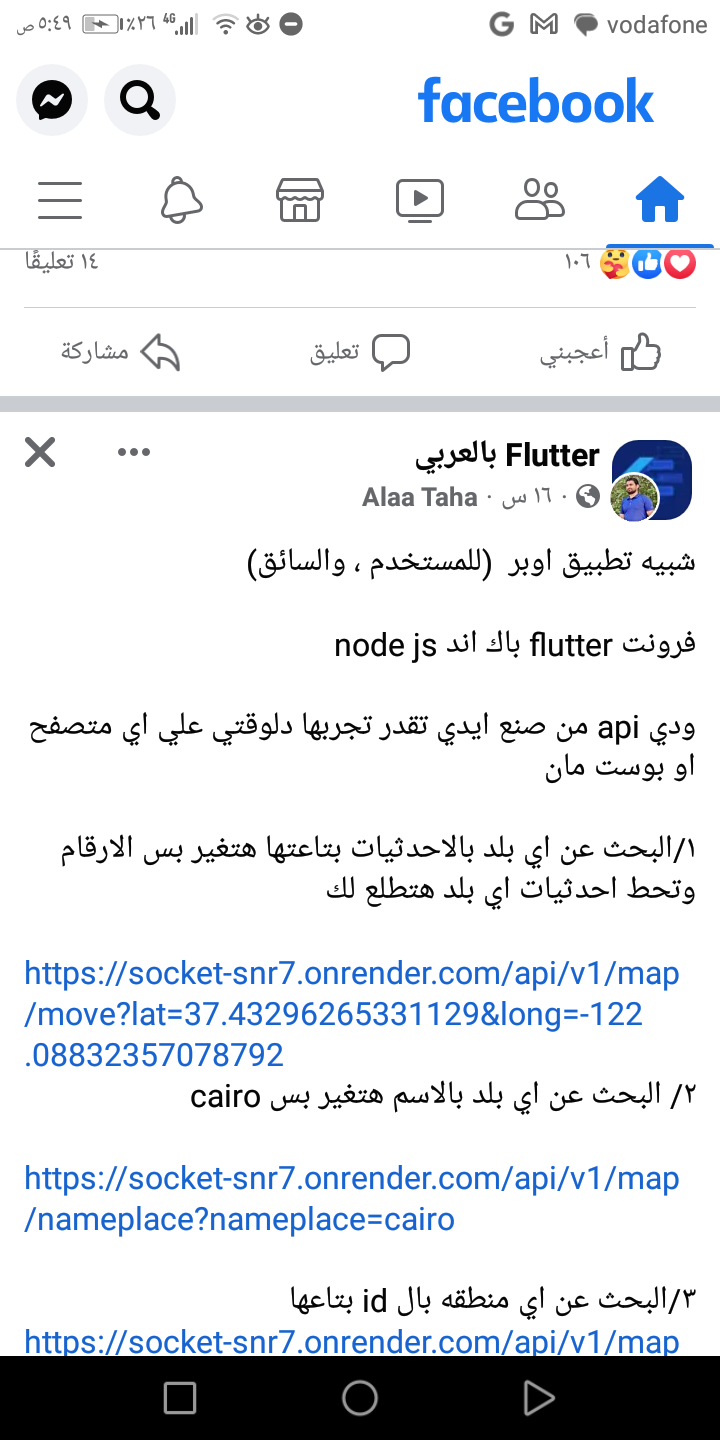 ٥:٤٩ ص ٢٦٪ 4G vodafone
facebook
١٠٦ ١٤ تعليقًا
أعجبني تعليق مشاركة
Flutter بالعربي
Alaa Taha · ١٦ س ·
شبيه تطبيق اوبر (للمستخدم ، والسائق)
فرونت flutter باك اند node js
ودي api من صنع ايدي تقدر تجربها دلوقتي علي اي متصفح
او بوست مان
١/البحث عن اي بلد بالاحدثيات بتاعتها هتغير بس الارقام
وتحط احدثيات اي بلد هتطلع لك
https://socket-snr7.onrender.com/api/v1/map
/move?lat=37.43296265331129&long=-122
.08832357078792
٢/ البحث عن اي بلد بالاسم هتغير بس cairo
https://socket-snr7.onrender.com/api/v1/map
/nameplace?nameplace=cairo
٣/البحث عن اي منطقه بال id بتاعها
https://socket-snr7.onrender.com/api/v1/map